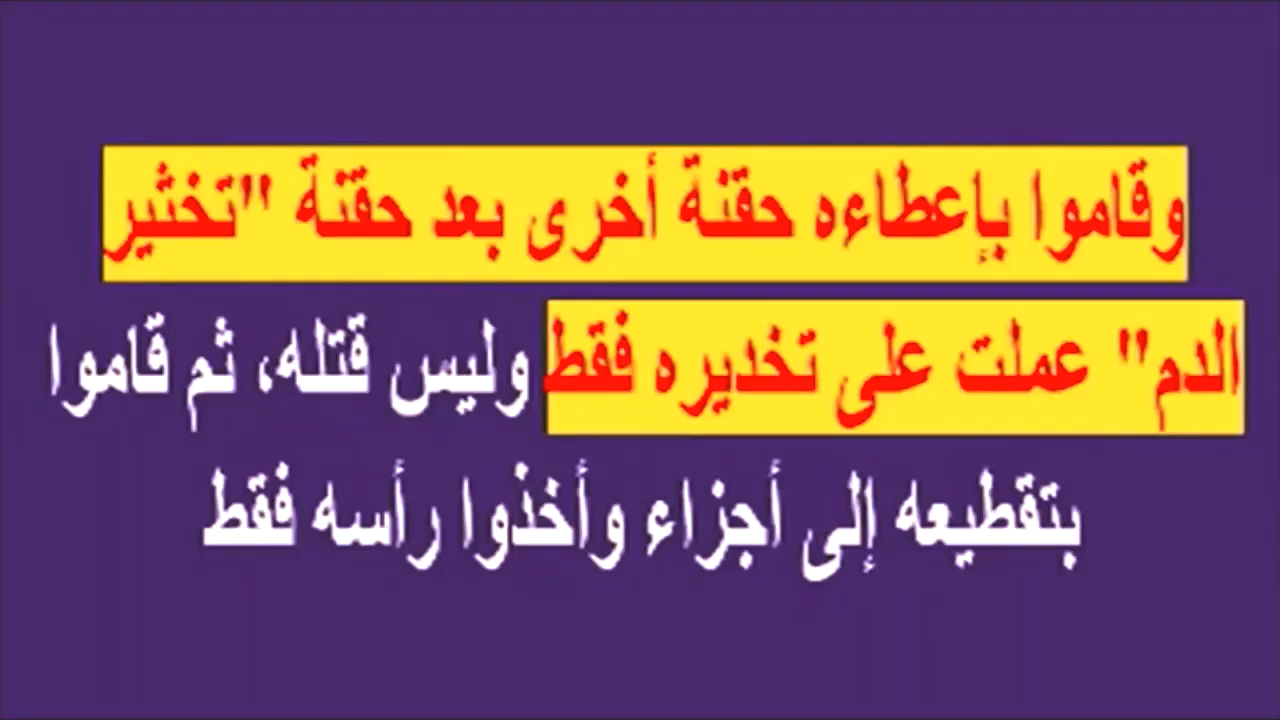 وقاموا بإعطاءه حقنة أخرى بعد حقنة "تخثير
الدم" عملت على تخديره فقط وليس قتله، ثم قاموا
بتقطيعه إلى أجزاء وأخذوا رأسه فقط